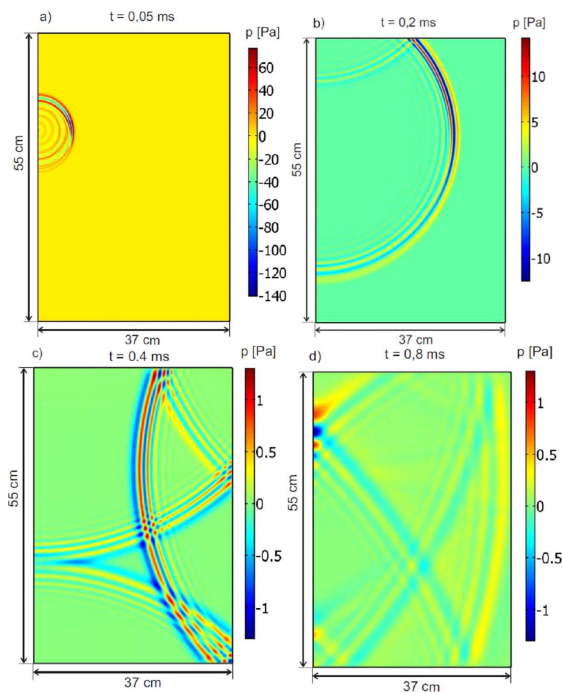 a) t = 0,05 ms
p [Pa]
60
40
20
0
-20
-40
-60
-80
-100
-120
-140
55 cm
37 cm
b) t = 0,2 ms
p [Pa]
10
5
0
-5
-10
55 cm
37 cm
c) t = 0.4 ms
p [Pa]
1
0.5
0
-0.5
-1
55 cm
37 cm
d) t = 0,8 ms
p [Pa]
1
0.5
0
-0.5
-1
55 cm
37 cm